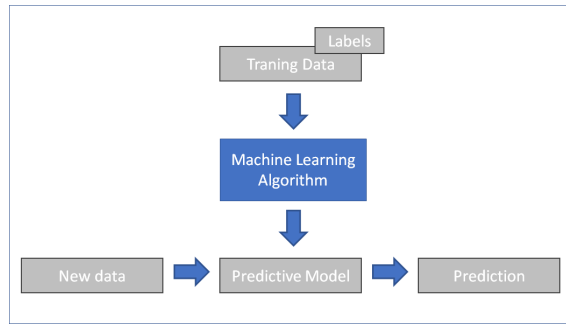 Labels
Traning Data
Machine Learning
Algorithm
New data
Predictive Model
Prediction